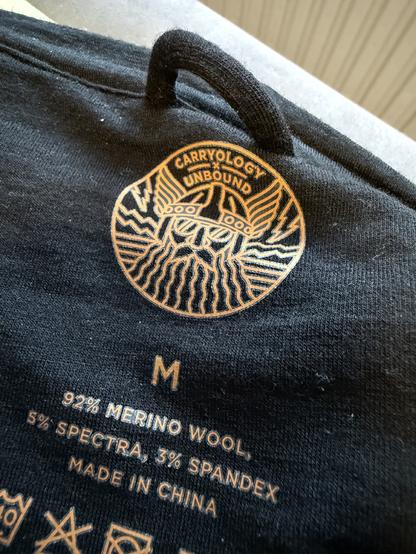 CARRYOLOGY
×
UNBOUND
M
92% MERINO WOOL,
5% SPECTRA, 3% SPANDEX
MADE IN CHINA